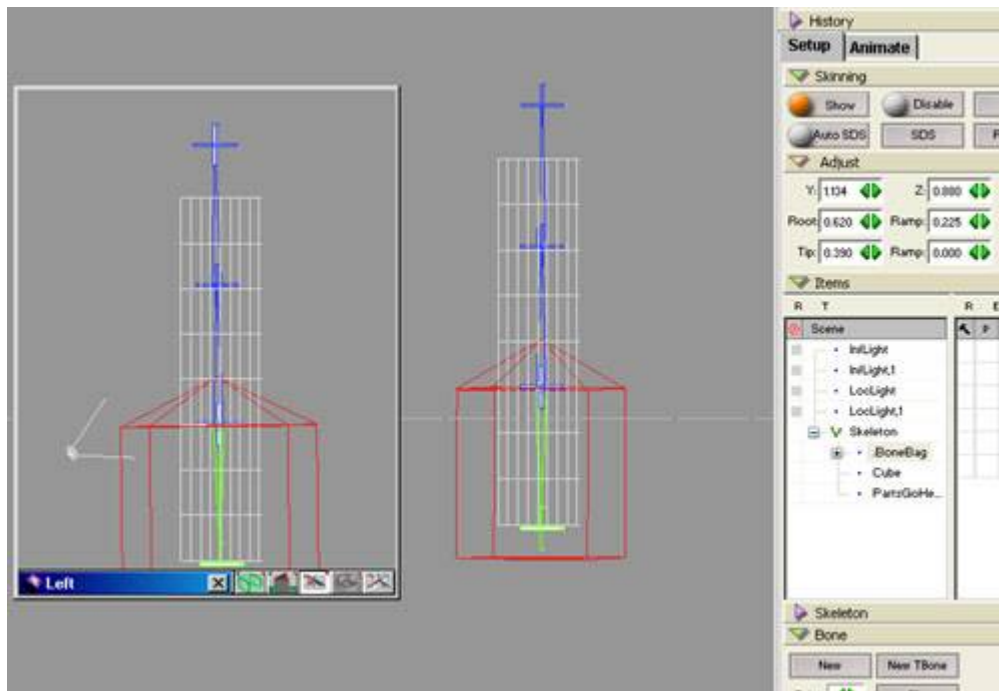 History
Setup Animate
Skinning
Show Disable
Auto SDS SDS
Adjust
Y: 1.134 Z: 0.880
Root: 0.620 Ramp: 0.225
Tip: 0.390 Ramp: 0.000
Items
R T R E
Scene P
InfLight
InfLight,1
LocLight
LocLight,1
Skeleton
.BoneBag
Cube
PartsGoHe...
Left
Skeleton
Bone
New New TBone